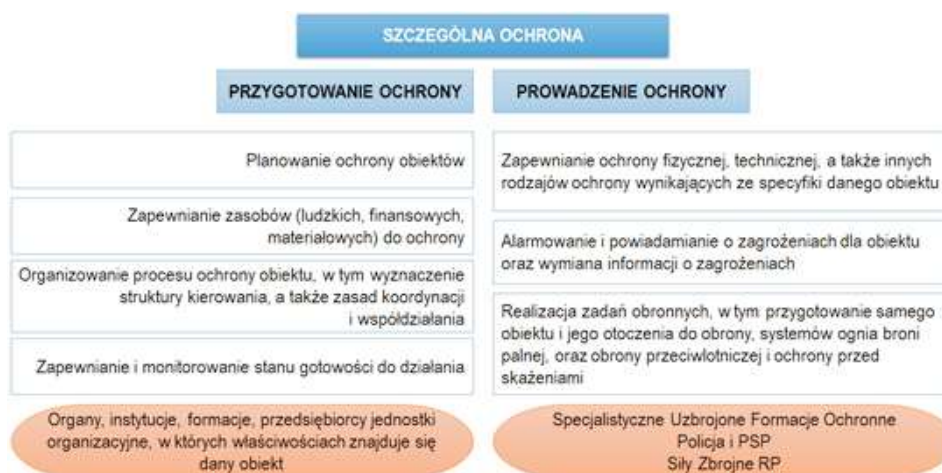 SZCZEGÓLNA OCHRONA
PRZYGOTOWANIE OCHRONY
Planowanie ochrony obiektów
Zapewnianie zasobów (ludzkich, finansowych,
materiałowych) do ochrony
Organizowanie procesu ochrony obiektu, w tym wyznaczenie
struktury kierowania, a także zasad koordynacji
i współdziałania
Zapewnianie i monitorowanie stanu gotowości do działania
Organy, instytucje, formacje, przedsiębiorcy jednostki
organizacyjne, w których właściwościach znajduje się
dany obiekt
PROWADZENIE OCHRONY
Zapewnianie ochrony fizycznej, technicznej, a także innych
rodzajów ochrony wynikających ze specyfiki danego obiektu
Alarmowanie i powiadamianie o zagrożeniach dla obiektu
oraz wymiana informacji o zagrożeniach
Realizacja zadań obronnych, w tym przygotowanie samego
obiektu i jego otoczenia do obrony, systemów ognia broni
palnej, oraz obrony przeciwlotniczej i ochrony przed
skażeniami
Specjalistyczne Uzbrojone Formacje Ochronne
Policja i PSP
Siły Zbrojne RP